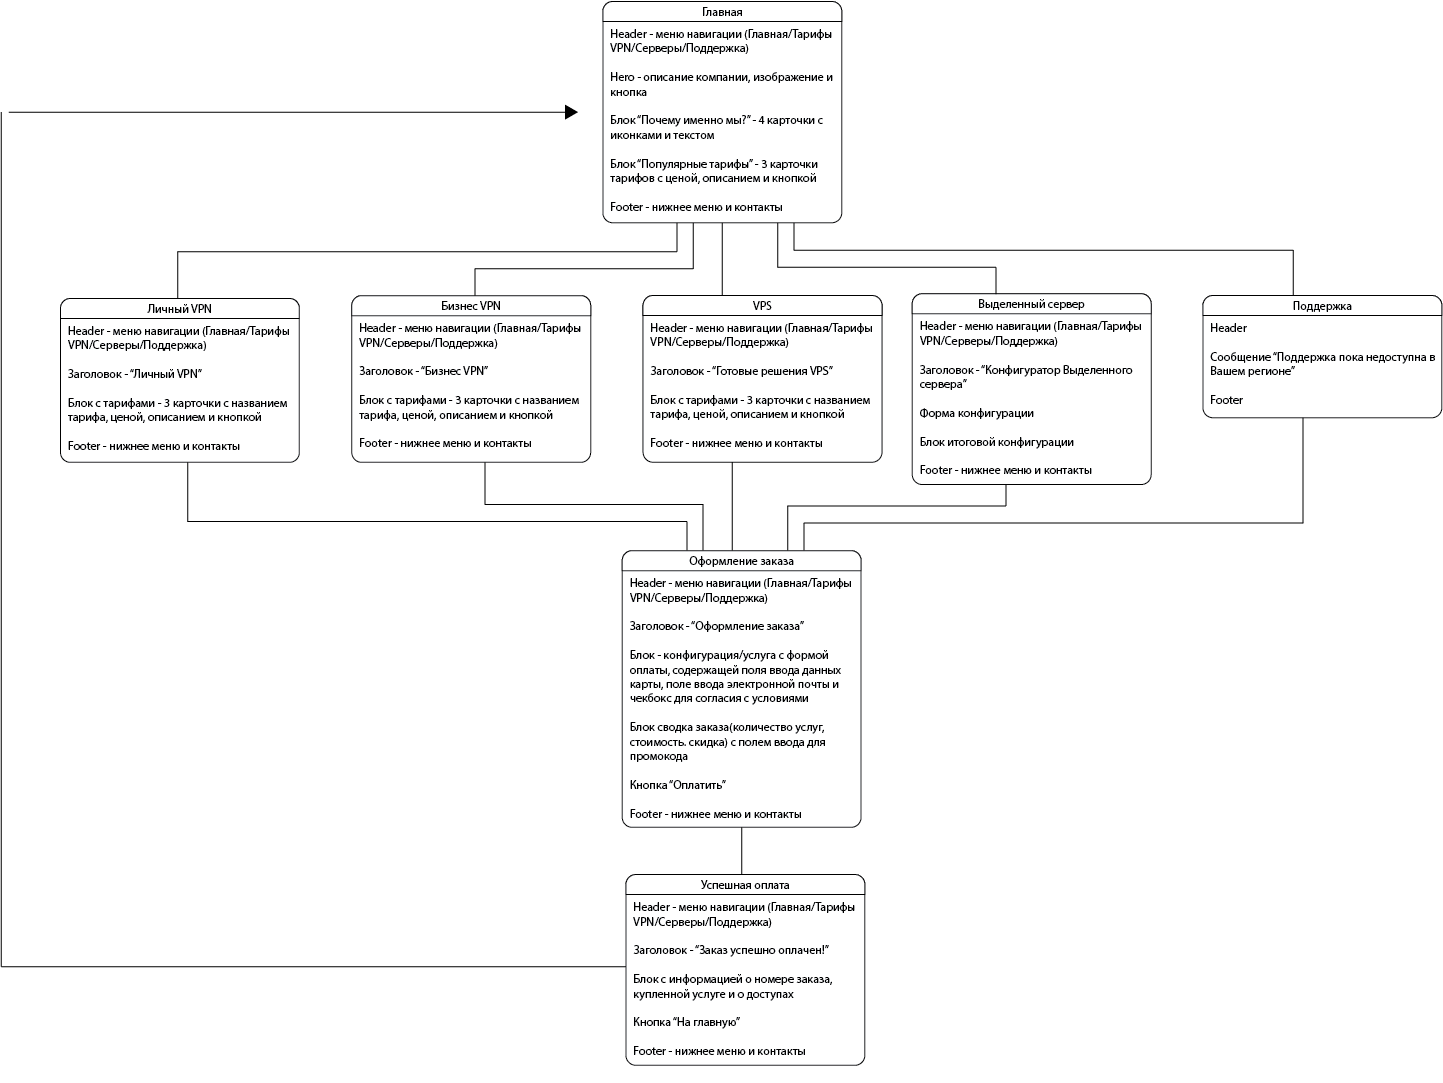 Главная
Header - меню навигации (Главная/Тарифы
VPN/Серверы/Поддержка)
Hero - описание компании, изображение и
кнопка
Блок “Почему именно мы?” - 4 карточки с
иконками и текстом
Блок “Популярные тарифы” - 3 карточки
тарифов с ценой, описанием и кнопкой
Footer - нижнее меню и контакты
Личный VPN
Header - меню навигации (Главная/Тарифы
VPN/Серверы/Поддержка)
Заголовок - “Личный VPN”
Блок с тарифами - 3 карточки с названием
тарифа, ценой, описанием и кнопкой
Footer - нижнее меню и контакты
Бизнес VPN
Header - меню навигации (Главная/Тарифы
VPN/Серверы/Поддержка)
Заголовок - “Бизнес VPN”
Блок с тарифами - 3 карточки с названием
тарифа, ценой, описанием и кнопкой
Footer - нижнее меню и контакты
VPS
Header - меню навигации (Главная/Тарифы
VPN/Серверы/Поддержка)
Заголовок - “Готовые решения VPS”
Блок с тарифами - 3 карточки с названием
тарифа, ценой, описанием и кнопкой
Footer - нижнее меню и контакты
Выделенный сервер
Header - меню навигации (Главная/Тарифы
VPN/Серверы/Поддержка)
Заголовок - “Конфигуратор Выделенного
сервера”
Форма конфигурации
Блок итоговой конфигурации
Footer - нижнее меню и контакты
Поддержка
Header
Сообщение “Поддержка пока недоступна в
Вашем регионе”
Footer
Оформление заказа
Header - меню навигации (Главная/Тарифы
VPN/Серверы/Поддержка)
Заголовок - “Оформление заказа”
Блок - конфигурация/услуга с формой
оплаты, содержащей поля ввода данных
карты, поле ввода электронной почты и
чекбокс для согласия с условиями
Блок сводка заказа(количество услуг,
стоимость. скидка) с полем ввода для
промокода
Кнопка “Оплатить”
Footer - нижнее меню и контакты
Успешная оплата
Header - меню навигации (Главная/Тарифы
VPN/Серверы/Поддержка)
Заголовок - “Заказ успешно оплачен!”
Блок с информацией о номере заказа,
купленной услуге и о доступах
Кнопка “На главную”
Footer - нижнее меню и контакты